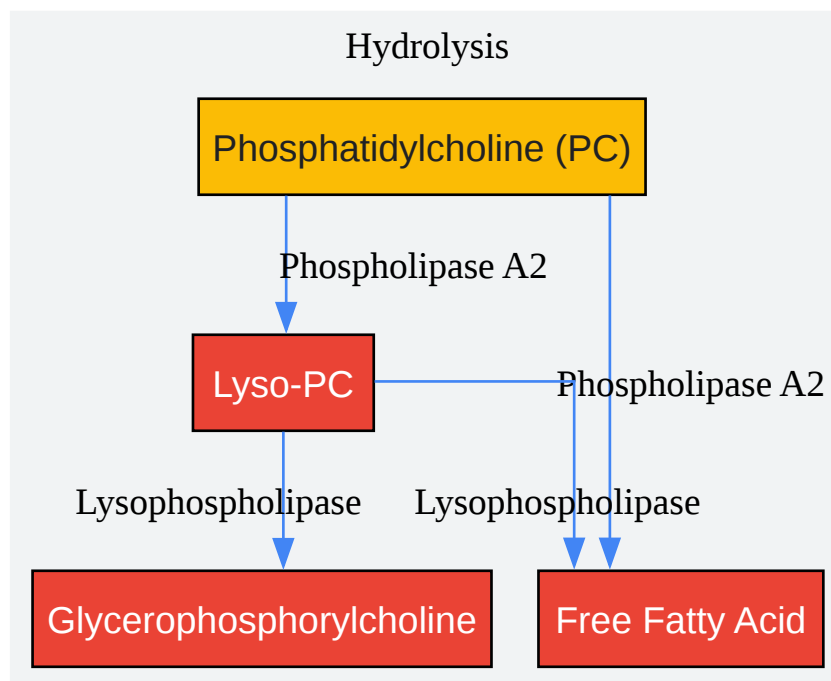 Hydrolysis
Phosphatidylcholine (PC)
Phospholipase A2
Lyso-PC
Phospholipase A2
Lysophospholipase
Lysophospholipase
Glycerophosphorylcholine
Free Fatty Acid